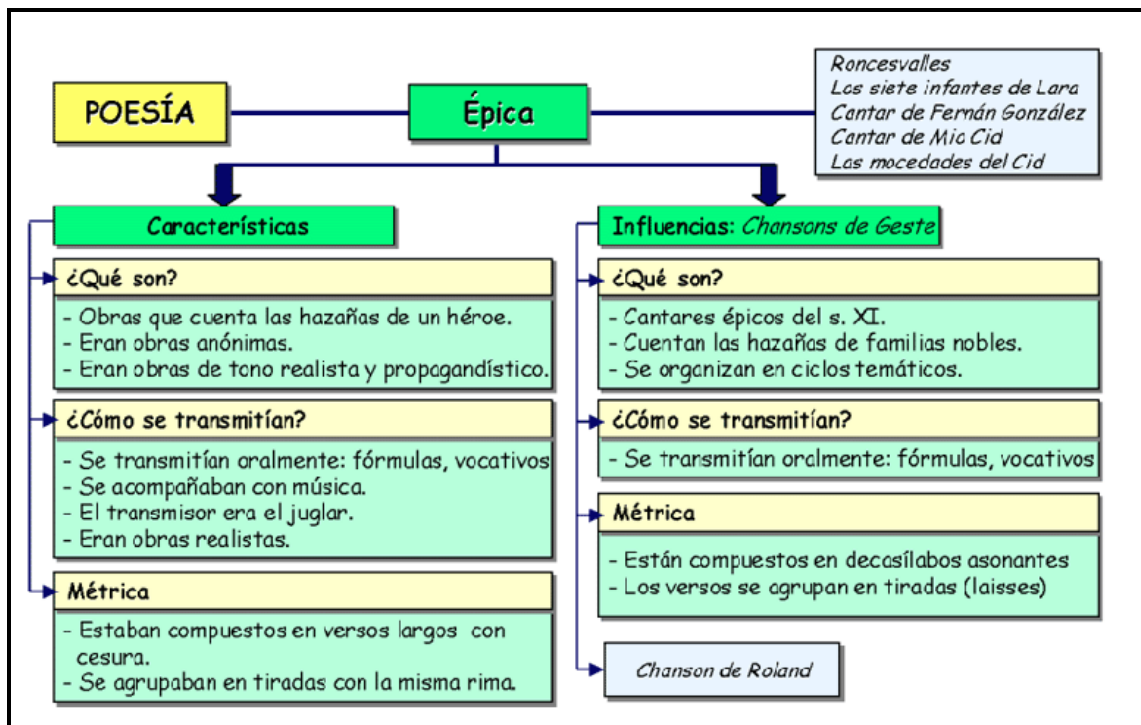 POESÍA
Épica
Roncesvalles
Los siete infantes de Lara
Cantar de Fernán González
Cantar de Mio Cid
Las mocedades del Cid
Características
¿Qué son?
- Obras que cuenta las hazañas de un héroe.
- Eran obras anónimas.
- Eran obras de tono realista y propagandístico.
¿Cómo se transmitían?
- Se transmitían oralmente: fórmulas, vocativos
- Se acompañaban con música.
- El transmisor era el juglar.
- Eran obras realistas.
Métrica
- Estaban compuestos en versos largos con
cesura.
- Se agrupaban en tiradas con la misma rima.
Influencias: Chansons de Geste
¿Qué son?
- Cantares épicos del s. XI.
- Cuentan las hazañas de familias nobles.
- Se organizan en ciclos temáticos.
¿Cómo se transmitían?
- Se transmitían oralmente: fórmulas, vocativos
Métrica
- Están compuestos en decasílabos asonantes
- Los versos se agrupan en tiradas (laisses)
Chanson de Roland